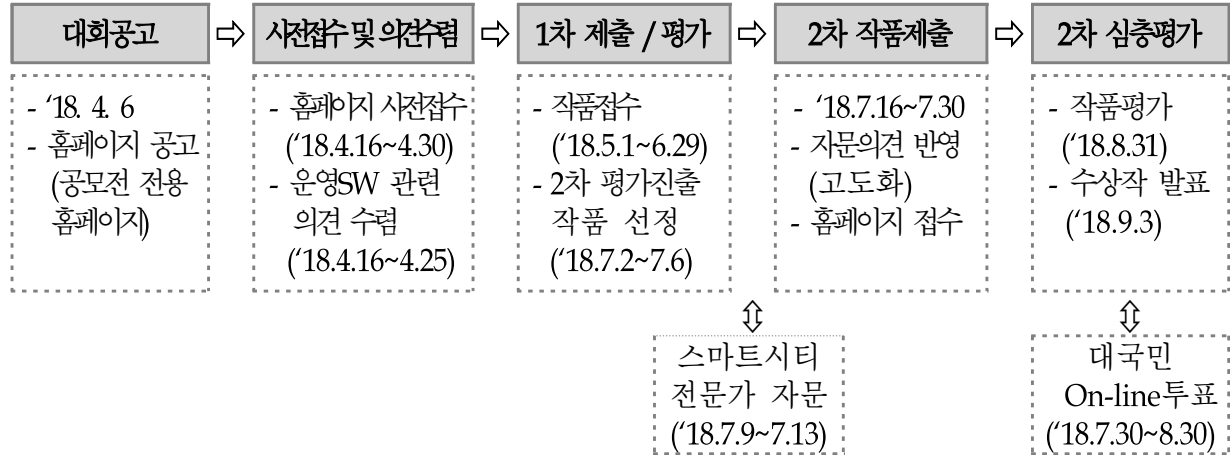 대회공고
사전접수 및 의견수렴
1차 제출 / 평가
2차 작품제출
2차 심층평가
- ‘18. 4. 6
- 홈페이지 공고
(공모전 전용
홈페이지)
- 홈페이지 사전접수
(‘18.4.16~4.30)
- 운영SW 관련
의견 수렴
(‘18.4.16~4.25)
- 작품접수
(‘18.5.1~6.29)
- 2차 평가진출
작품 선정
(‘18.7.2~7.6)
- ‘18.7.16~7.30
- 자문의견 반영
(고도화)
- 홈페이지 접수
- 작품평가
(‘18.8.31)
- 수상작 발표
(‘18.9.3)
스마트시티
전문가 자문
(‘18.7.9~7.13)
대국민
On-line투표
(‘18.7.30~8.30)